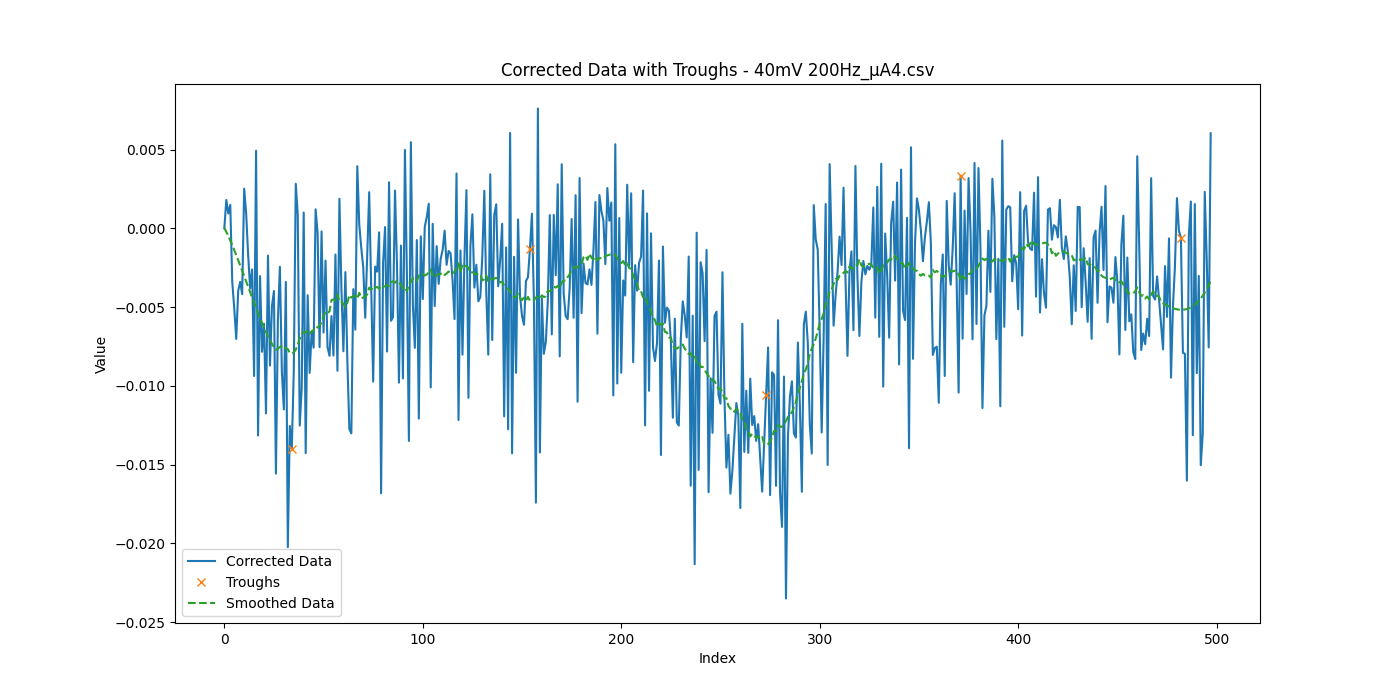 Corrected Data with Troughs - 40mV 200Hz_µA4.csv
0.005
0.000
−0.005
−0.010
−0.015
−0.020
−0.025
Value
Corrected Data
Troughs
Smoothed Data
0 100 200 300 400 500
Index